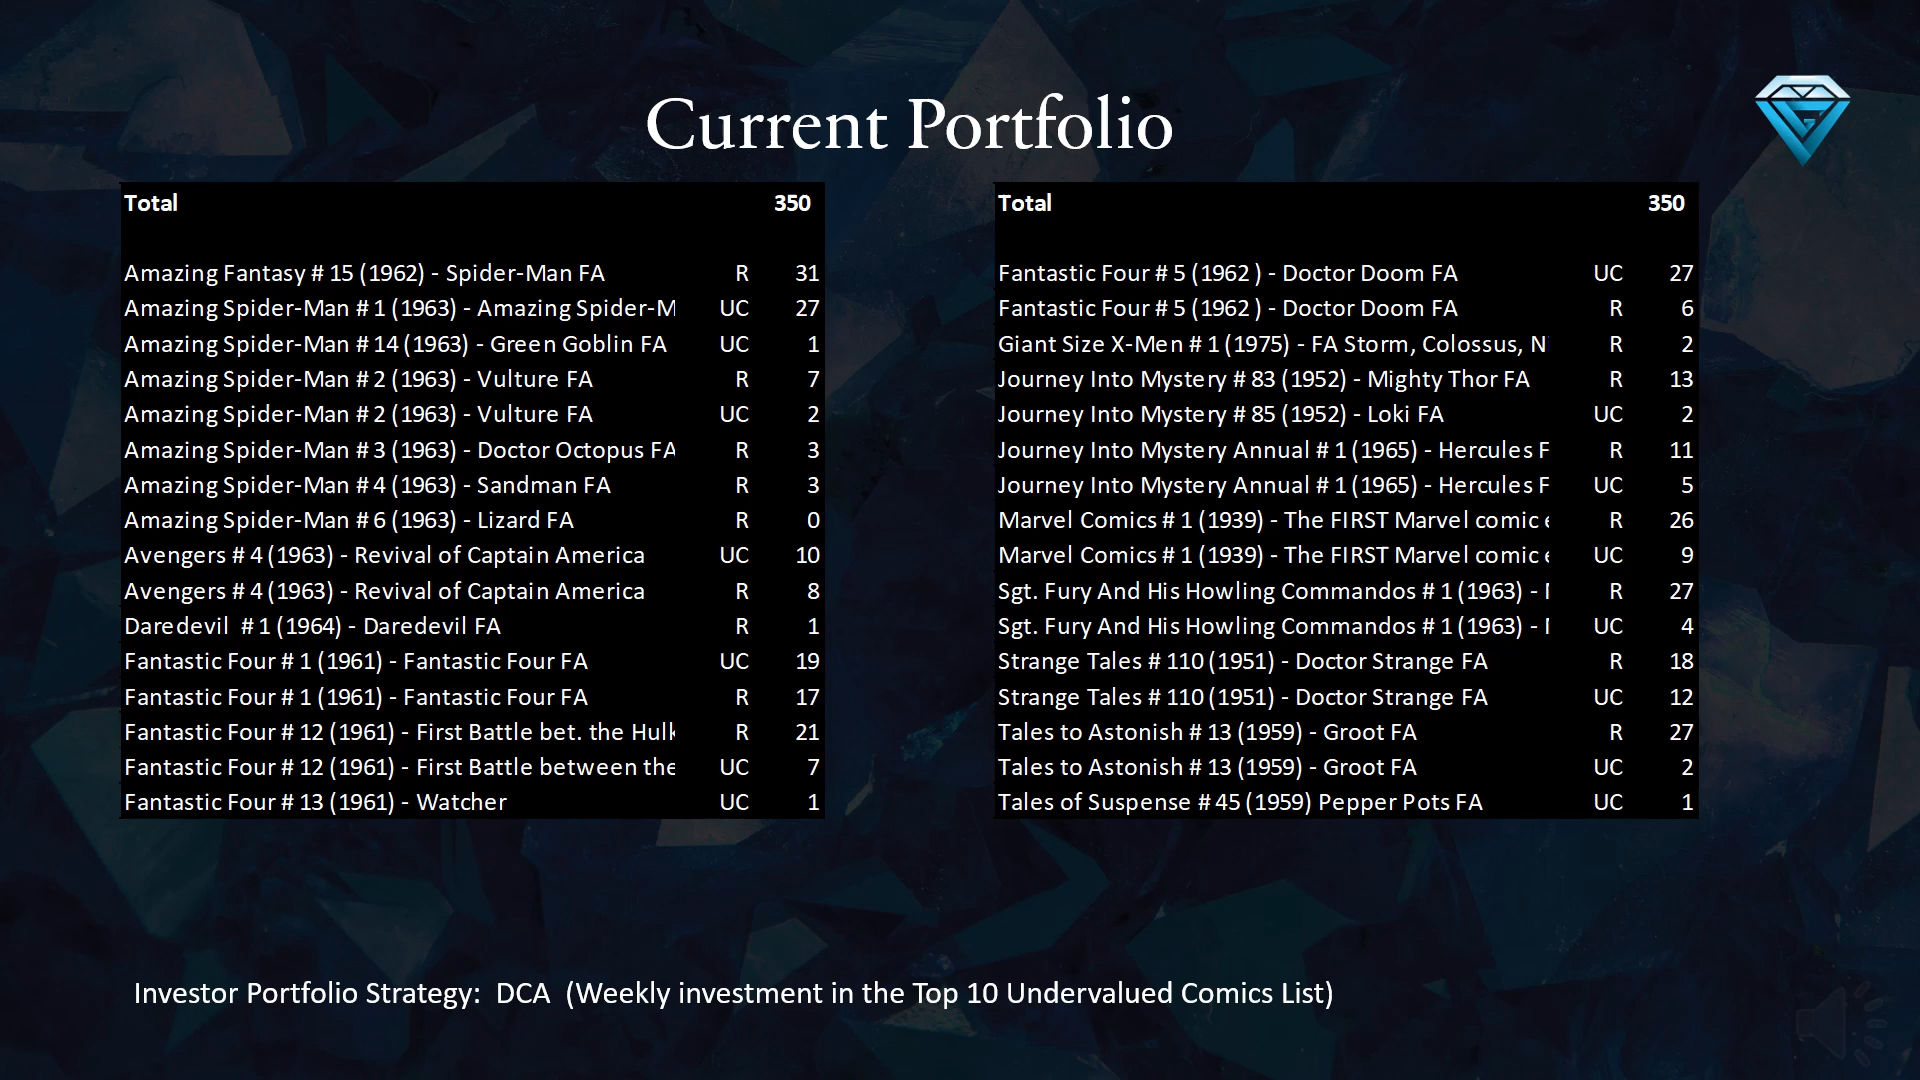 Current Portfolio
Total 350
Amazing Fantasy # 15 (1962) - Spider-Man FA R 31
Amazing Spider-Man # 1 (1963) - Amazing Spider-M UC 27
Amazing Spider-Man # 14 (1963) - Green Goblin FA UC 1
Amazing Spider-Man # 2 (1963) - Vulture FA R 7
Amazing Spider-Man # 2 (1963) - Vulture FA UC 2
Amazing Spider-Man # 3 (1963) - Doctor Octopus FA R 3
Amazing Spider-Man # 4 (1963) - Sandman FA R 3
Amazing Spider-Man # 6 (1963) - Lizard FA R 0
Avengers # 4 (1963) - Revival of Captain America UC 10
Avengers # 4 (1963) - Revival of Captain America R 8
Daredevil # 1 (1964) - Daredevil FA R 1
Fantastic Four # 1 (1961) - Fantastic Four FA UC 19
Fantastic Four # 1 (1961) - Fantastic Four FA R 17
Fantastic Four # 12 (1961) - First Battle bet. the Hulk R 21
Fantastic Four # 12 (1961) - First Battle between the UC 7
Fantastic Four # 13 (1961) - Watcher UC 1
Total 350
Fantastic Four # 5 (1962 ) - Doctor Doom FA UC 27
Fantastic Four # 5 (1962 ) - Doctor Doom FA R 6
Giant Size X-Men # 1 (1975) - FA Storm, Colossus, N R 2
Journey Into Mystery # 83 (1952) - Mighty Thor FA R 13
Journey Into Mystery # 85 (1952) - Loki FA UC 2
Journey Into Mystery Annual # 1 (1965) - Hercules F R 11
Journey Into Mystery Annual # 1 (1965) - Hercules F UC 5
Marvel Comics # 1 (1939) - The FIRST Marvel comic e R 26
Marvel Comics # 1 (1939) - The FIRST Marvel comic e UC 9
Sgt. Fury And His Howling Commandos # 1 (1963) - R 27
Sgt. Fury And His Howling Commandos # 1 (1963) - UC 4
Strange Tales # 110 (1951) - Doctor Strange FA R 18
Strange Tales # 110 (1951) - Doctor Strange FA UC 12
Tales to Astonish # 13 (1959) - Groot FA R 27
Tales to Astonish # 13 (1959) - Groot FA UC 2
Tales of Suspense # 45 (1959) Pepper Pots FA UC 1
Investor Portfolio Strategy: DCA (Weekly investment in the Top 10 Undervalued Comics List)